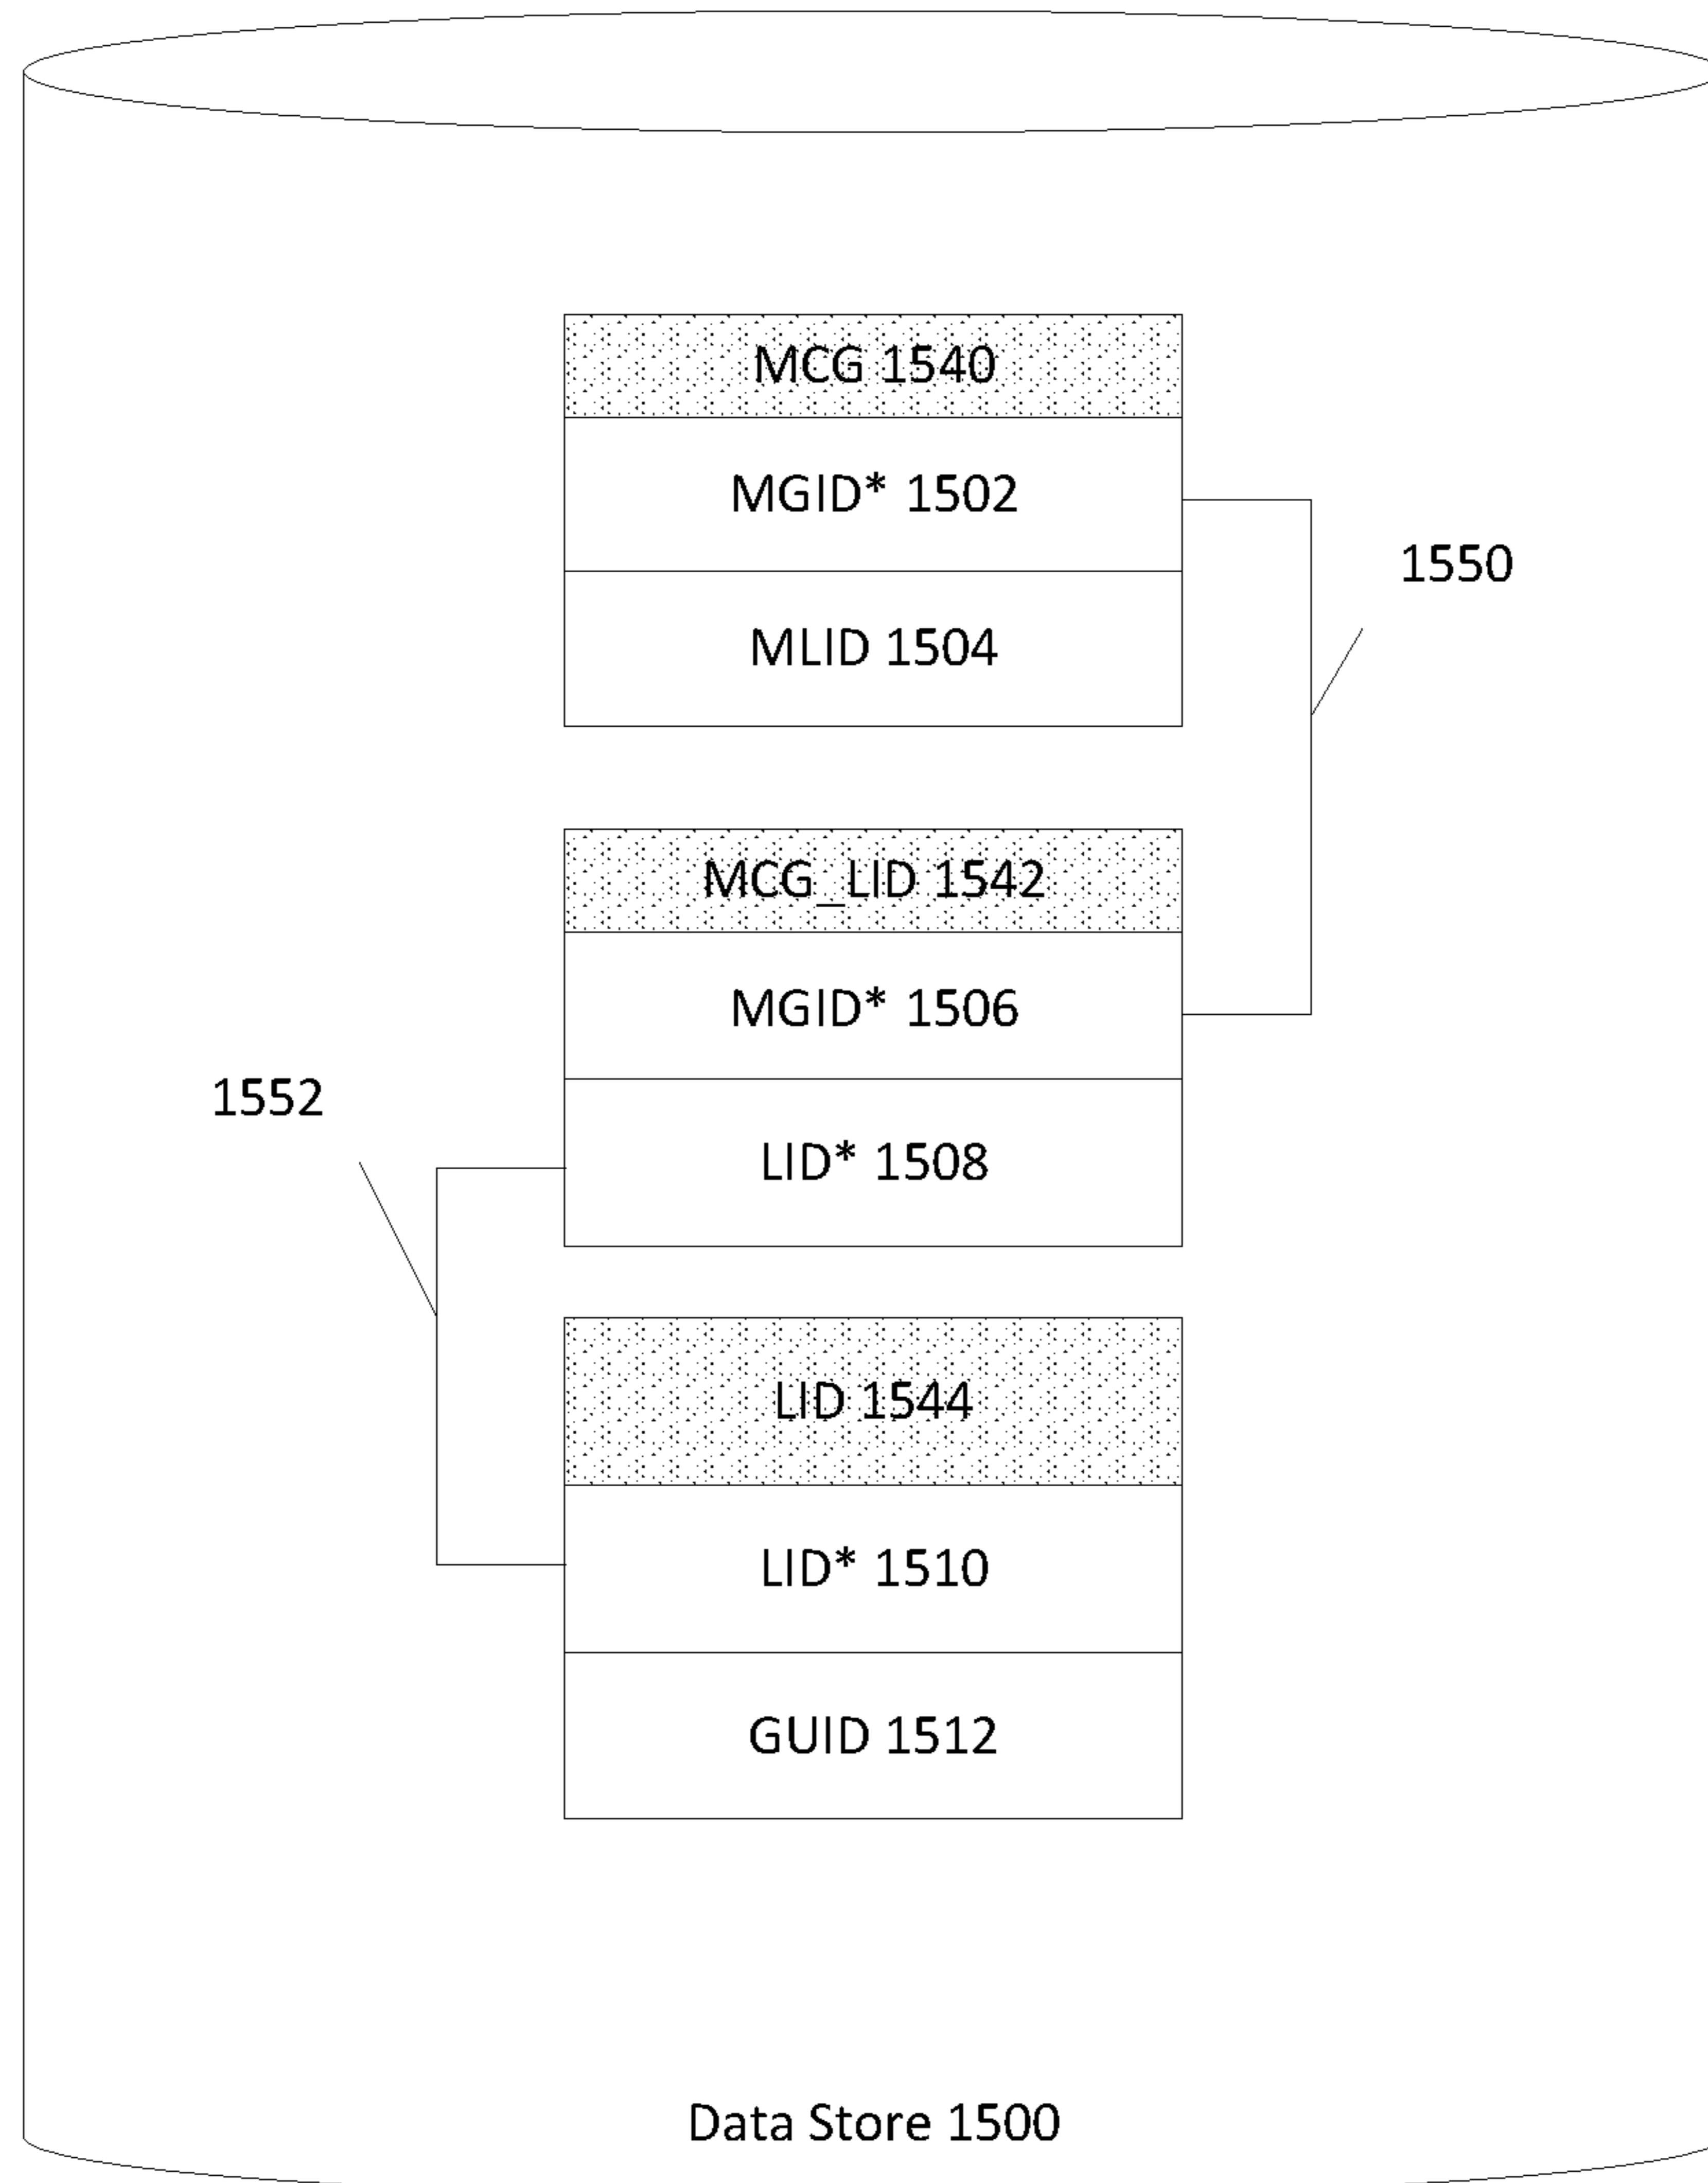 MCG 1540
MGID* 1502
1550
MLID 1504
MCG_LID 1542
MGID* 1506
1552
LID* 1508
LID 1544
LID* 1510
GUID 1512
Data Store 1500